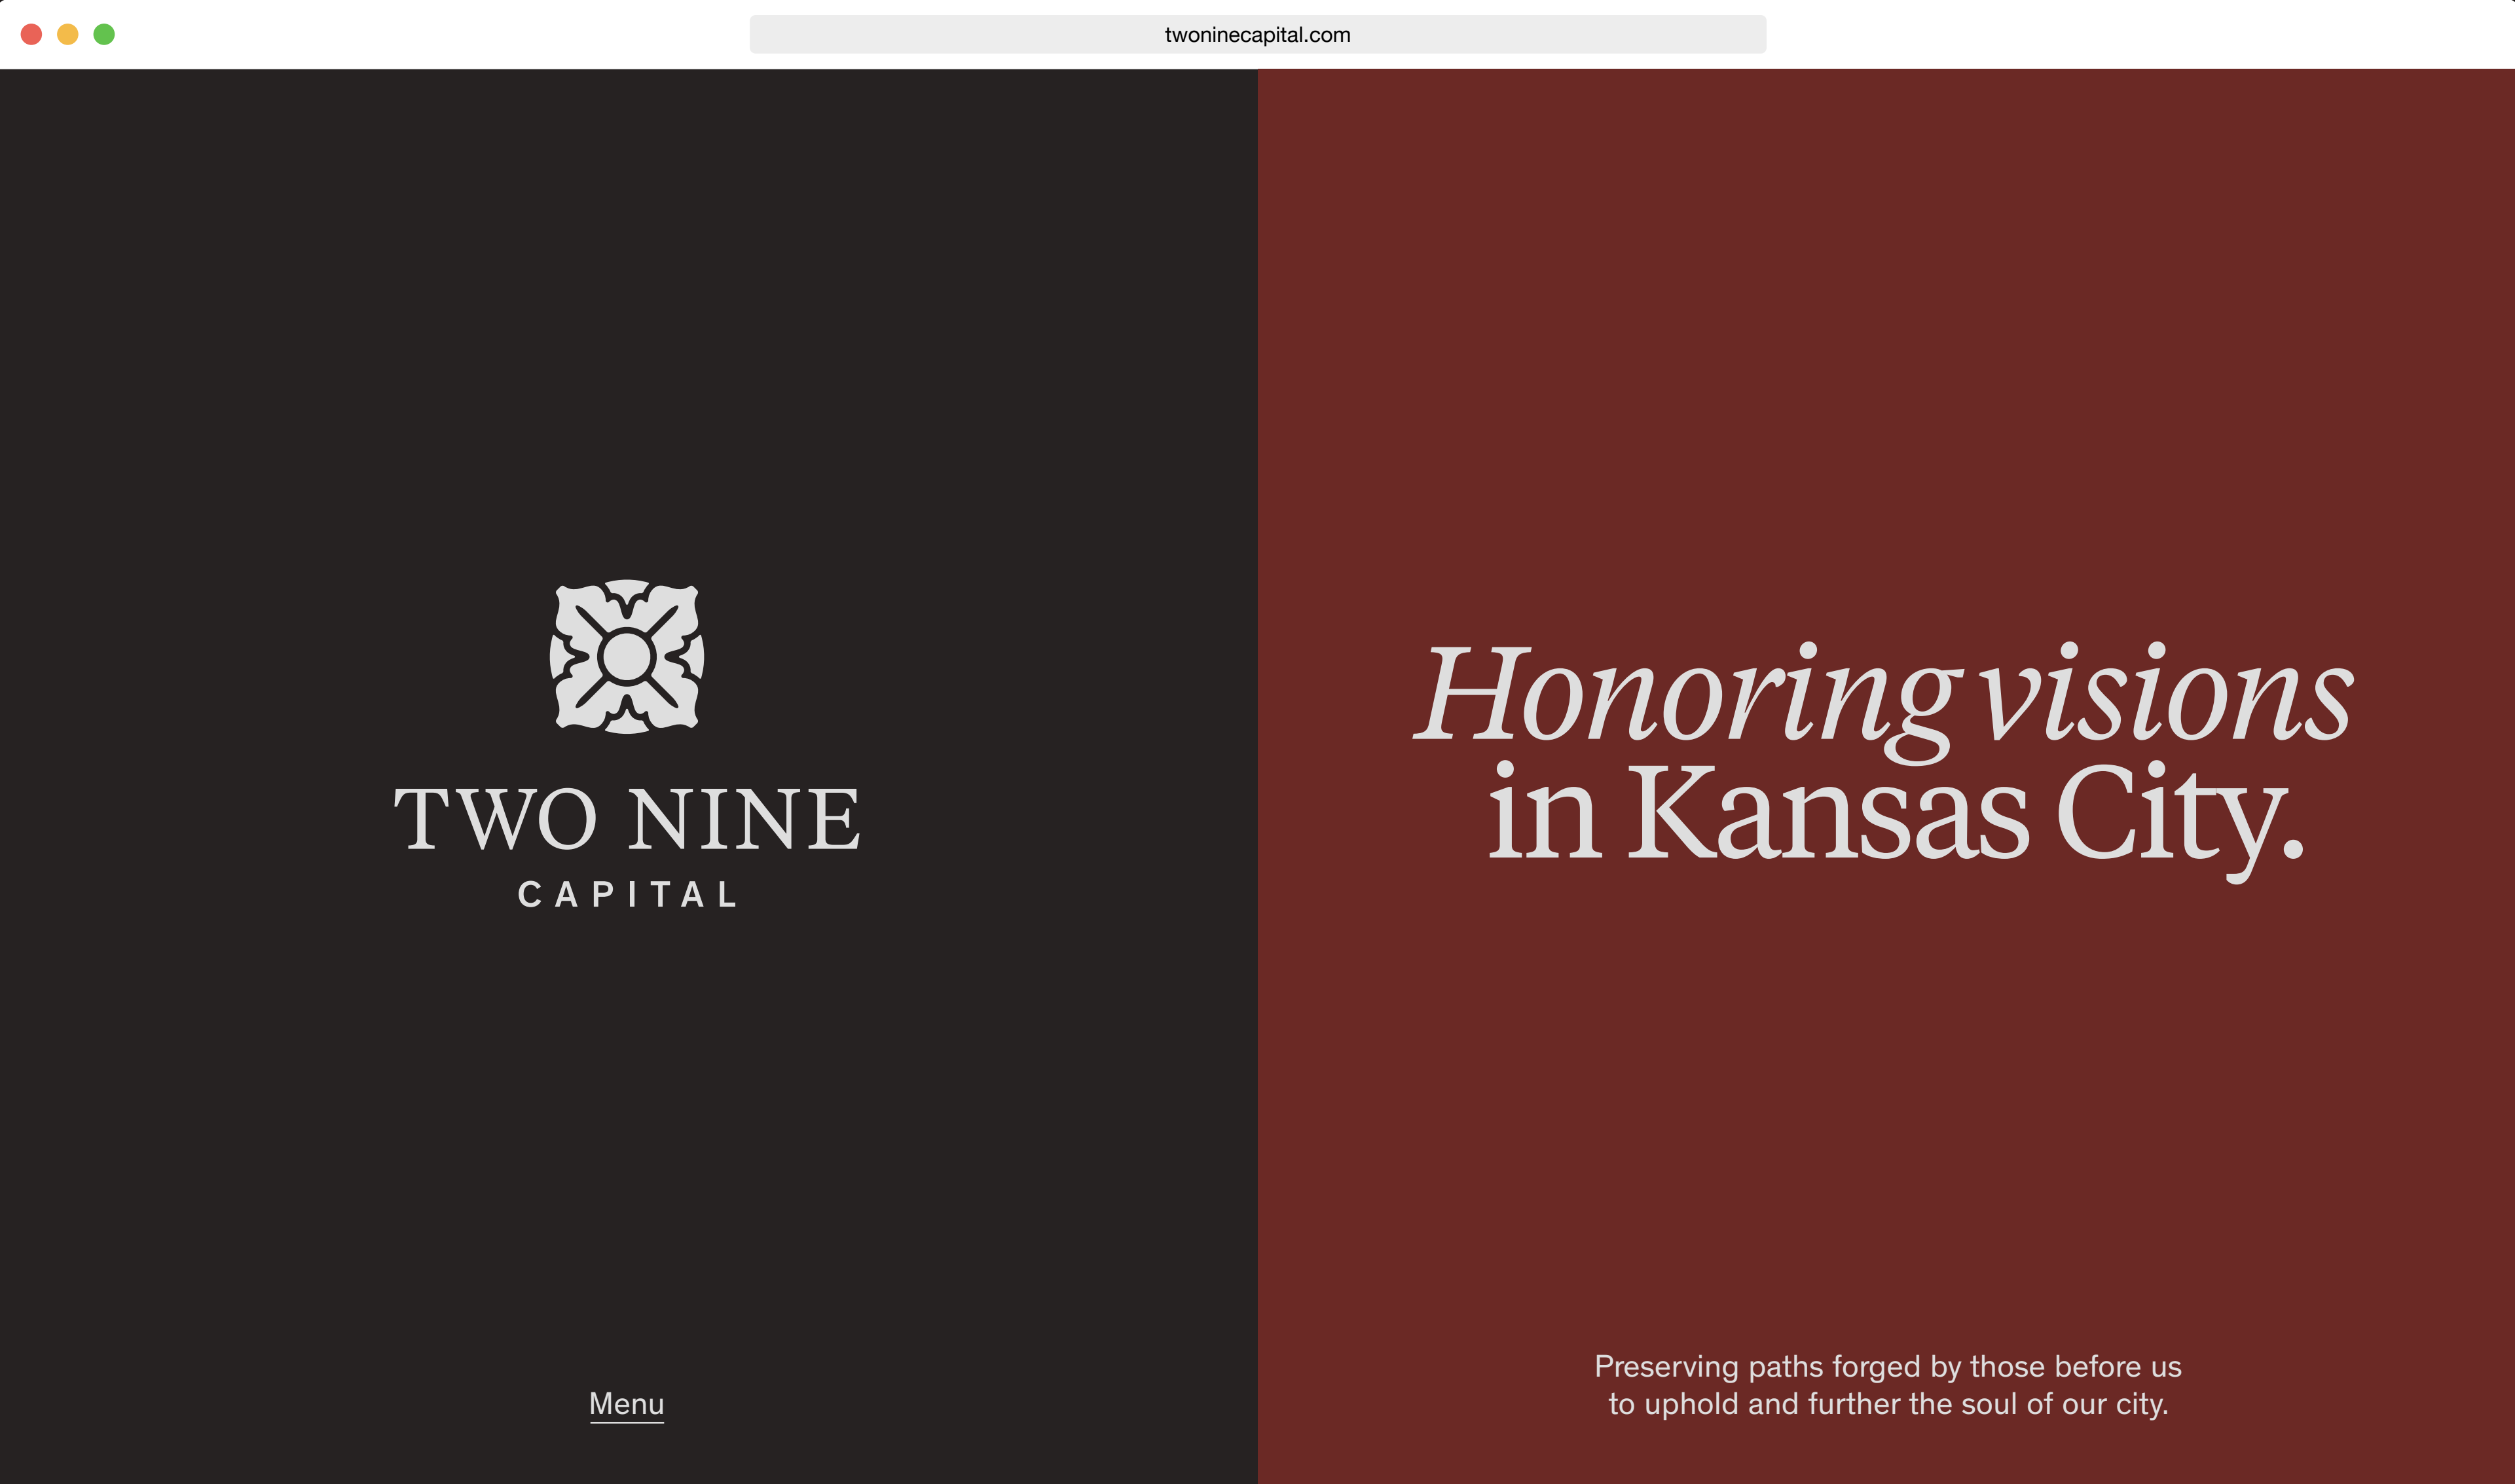 twoninecapital.com
TWO NINE
CAPITAL
Menu
Honoring visions
in Kansas City.
Preserving paths forged by those before us
to uphold and further the soul of our city.